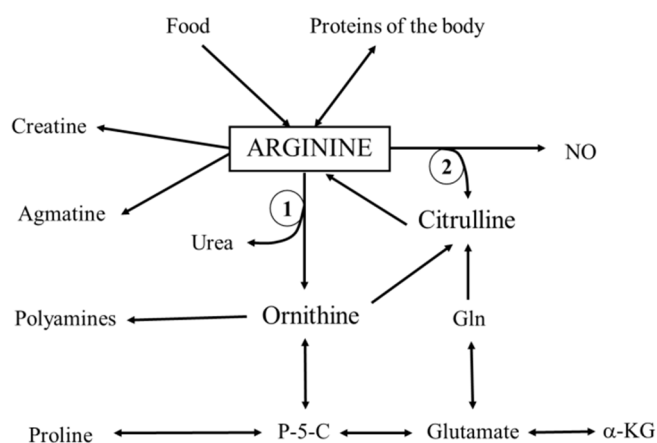 Food
Proteins of the body
Creatine
ARGININE
NO
2
Agmatine
1
Citrulline
Urea
Polyamines
Ornithine
Gln
Proline
P-5-C
Glutamate
α-KG